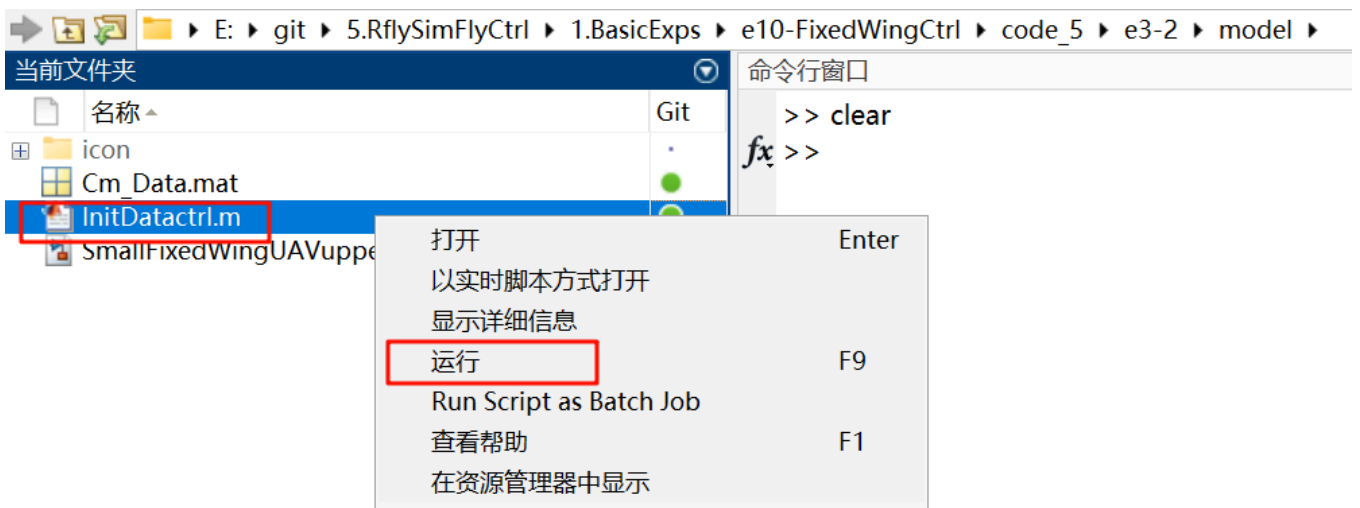 E: git 5.RflySimFlyCtrl 1.BasicExps e10-FixedWingCtrl code_5 e3-2 model
当前文件夹
命令行窗口
名称 Git
>> clear
fx >>
icon
Cm_Data.mat
InitDatactrl.m
SmallFixedWingUAVuppe
打开 Enter
以实时脚本方式打开
显示详细信息
运行 F9
Run Script as Batch Job
查看帮助 F1
在资源管理器中显示